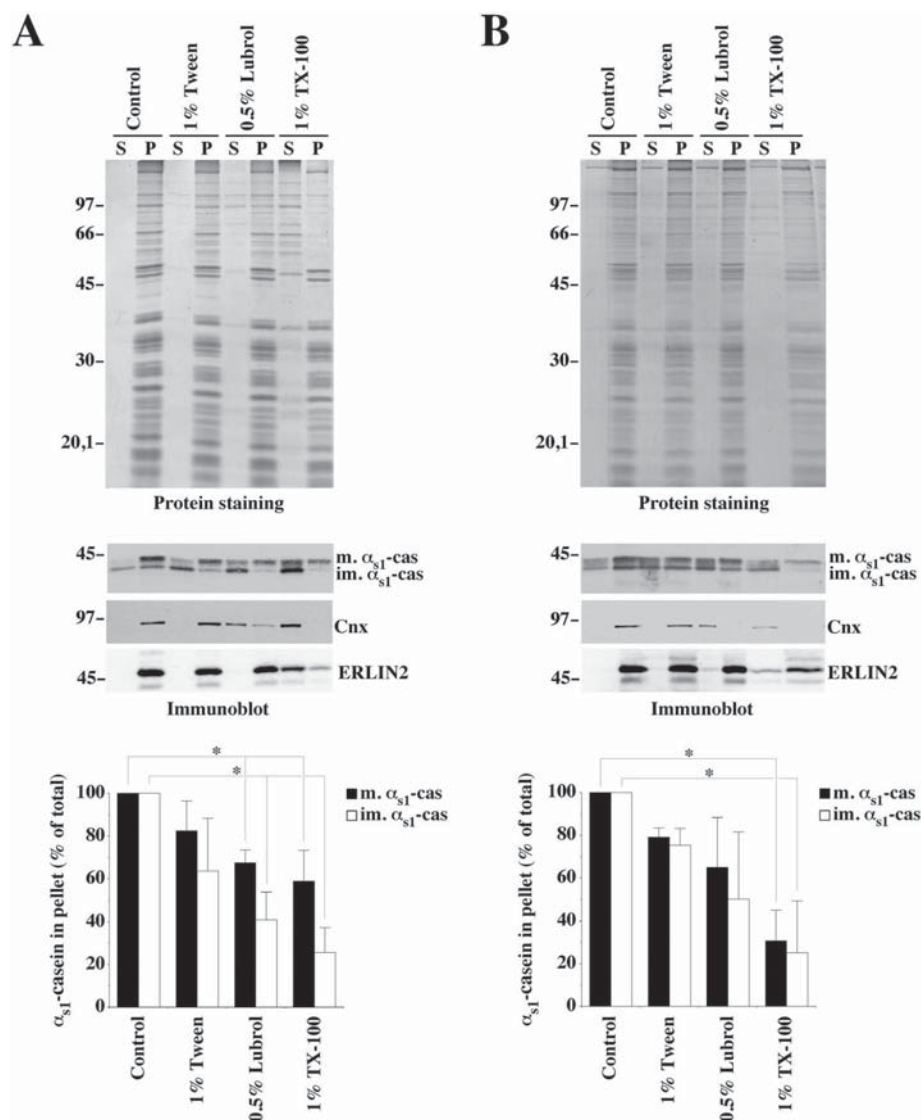 A
Control
1% Tween
0.5% Lubrol
1% TX-100
S P S P S P S P
97–
66–
45–
30–
20,1–
Protein staining
45–
m. αs1-cas
im. αs1-cas
97–
Cnx
45–
ERLIN2
Immunoblot
*
*
m. αs1-cas
im. αs1-cas
αs1-casein in pellet (% of total)
100
80
60
40
20
0
Control
1% Tween
0.5% Lubrol
1% TX-100
B
Control
1% Tween
0.5% Lubrol
1% TX-100
S P S P S P S P
97–
66–
45–
30–
20,1–
Protein staining
45–
m. αs1-cas
im. αs1-cas
97–
Cnx
45–
ERLIN2
Immunoblot
*
*
m. αs1-cas
im. αs1-cas
αs1-casein in pellet (% of total)
100
80
60
40
20
0
Control
1% Tween
0.5% Lubrol
1% TX-100